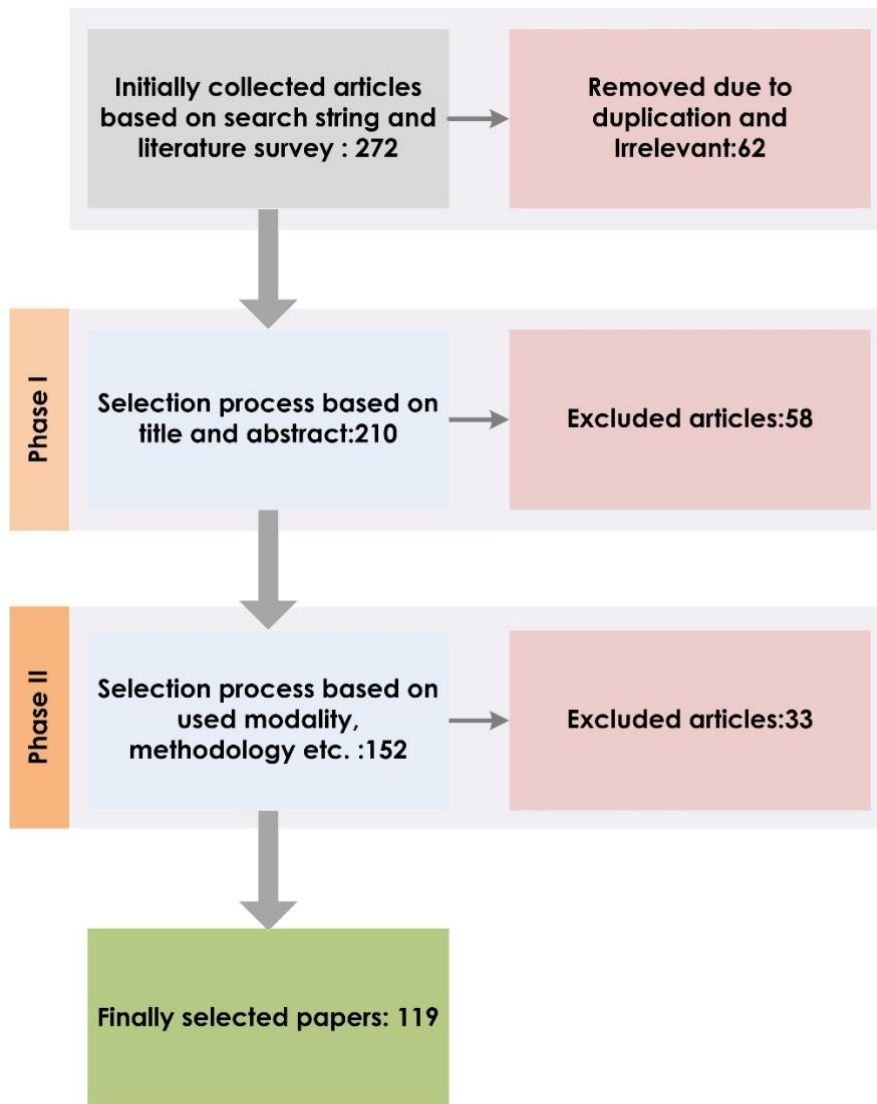 Initially collected articles
based on search string and
literature survey : 272
Removed due to
duplication and
Irrelevant:62
Phase I
Selection process based on
title and abstract:210
Excluded articles:58
Phase II
Selection process based on
used modality,
methodology etc. :152
Excluded articles:33
Finally selected papers: 119